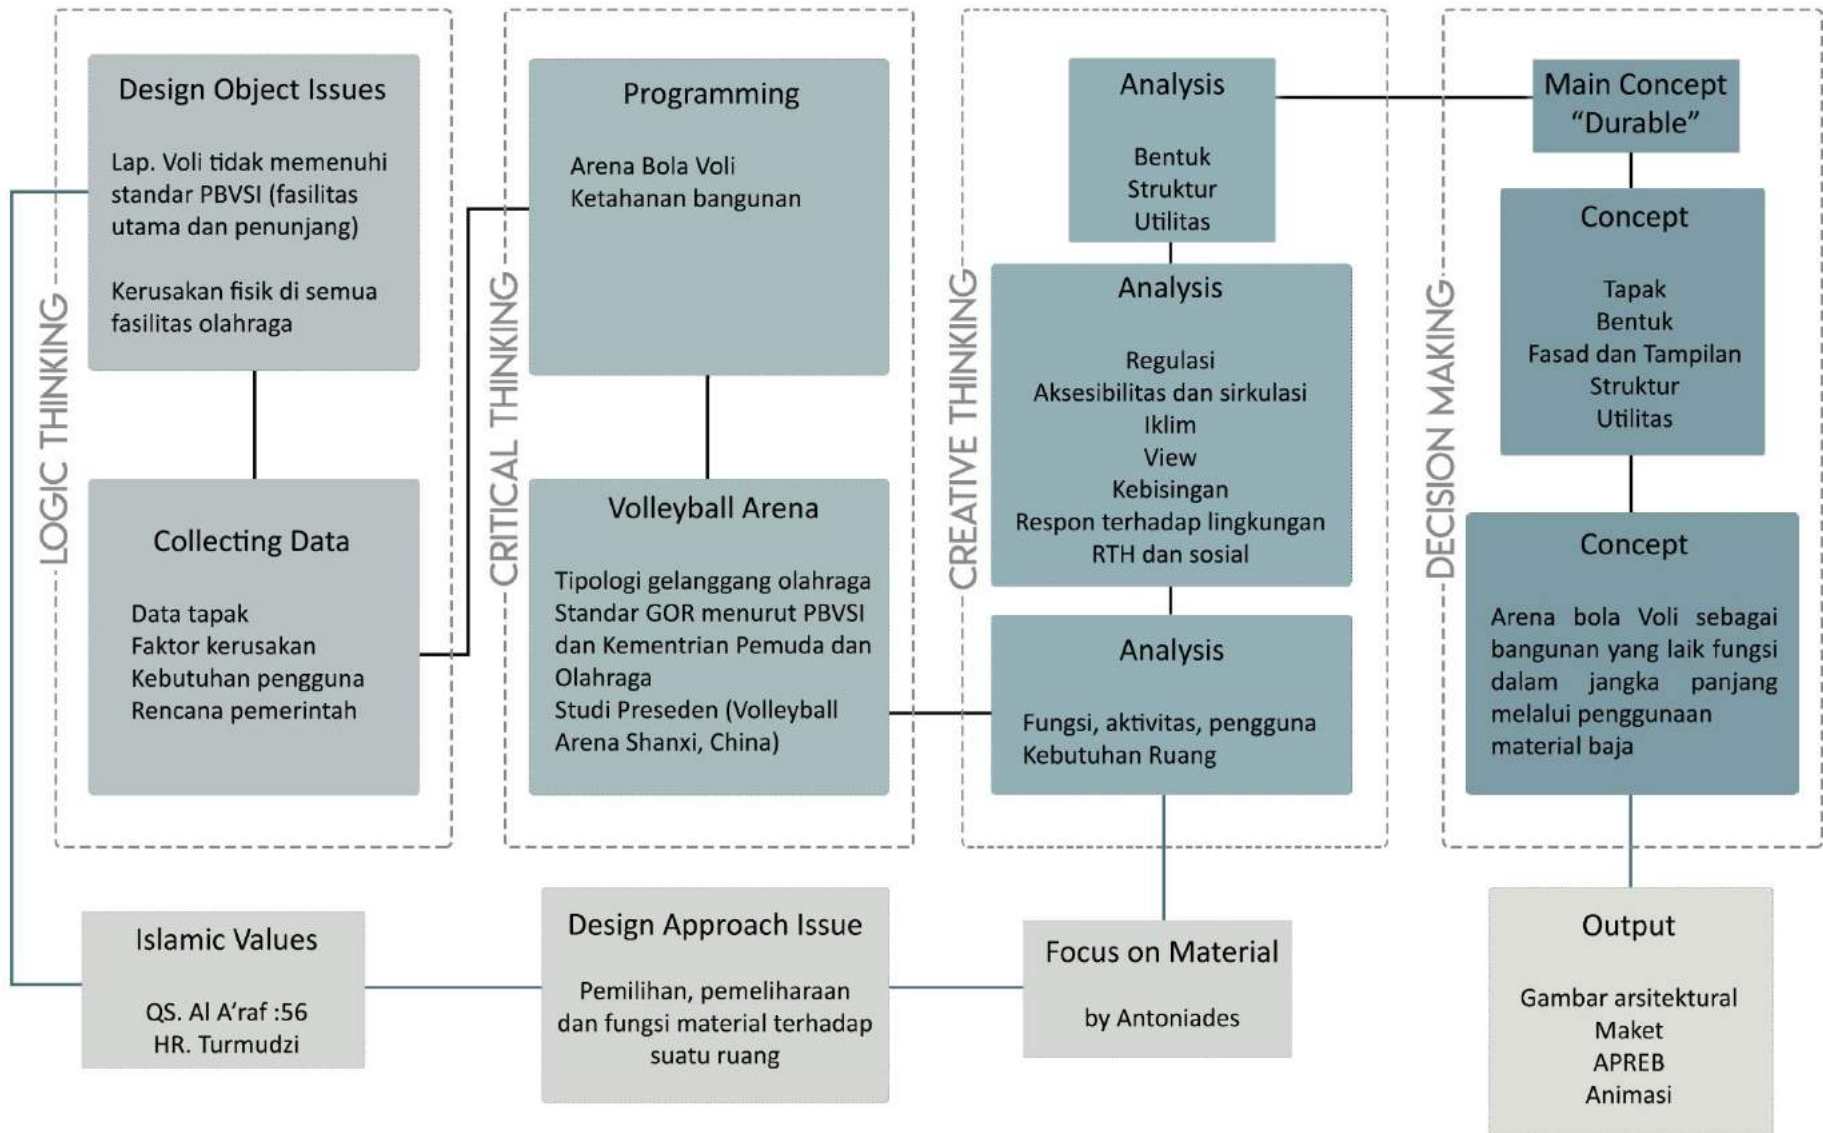 LOGIC THINKING
Design Object Issues
Lap. Voli tidak memenuhi
standar PBVSI (fasilitas
utama dan penunjang)
Kerusakan fisik di semua
fasilitas olahraga
Collecting Data
Data tapak
Faktor kerusakan
Kebutuhan pengguna
Rencana pemerintah
CRITICAL THINKING
Programming
Arena Bola Voli
Ketahanan bangunan
Volleyball Arena
Tipologi gelanggang olahraga
Standar GOR menurut PBVSI
dan Kementrian Pemuda dan
Olahraga
Studi Preseden (Volleyball
Arena Shanxi, China)
CREATIVE THINKING
Analysis
Bentuk
Struktur
Utilitas
Analysis
Regulasi
Aksesibilitas dan sirkulasi
Iklim
View
Kebisingan
Respon terhadap lingkungan
RTH dan sosial
Analysis
Fungsi, aktivitas, pengguna
Kebutuhan Ruang
DECISION MAKING
Main Concept
“Durable”
Concept
Tapak
Bentuk
Fasad dan Tampilan
Struktur
Utilitas
Concept
Arena bola Voli sebagai
bangunan yang laik fungsi
dalam jangka panjang
melalui penggunaan
material baja
Islamic Values
QS. Al A‘raf :56
HR. Turmudzi
Design Approach Issue
Pemilihan, pemeliharaan
dan fungsi material terhadap
suatu ruang
Focus on Material
by Antoniades
Output
Gambar arsitektural
Maket
APREB
Animasi